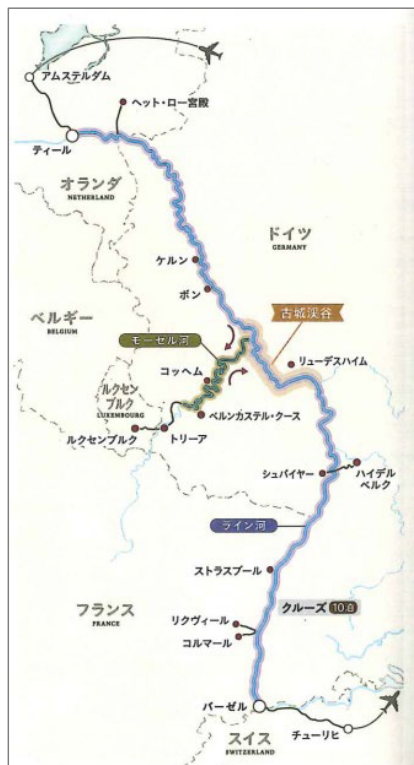 アムステルダム
ヘット・ロー宮殿
ティール
オランダ
NETHERLAND
ドイツ
GERMANY
ケルン
ボン
ベルギー
BELGIUM
古城渓谷
モーゼル河
リューデスハイム
コッヘム
ルクセン
ブルク
LUXEMBOURG
ベルンカステル・クース
ルクセンブルク
トリーア
シュパイヤー
ハイデル
ベルク
ライン河
ストラスブール
フランス
FRANCE
クルーズ 10泊
リクヴィール
コルマール
バーゼル
チューリヒ
スイス
SWITZERLAND